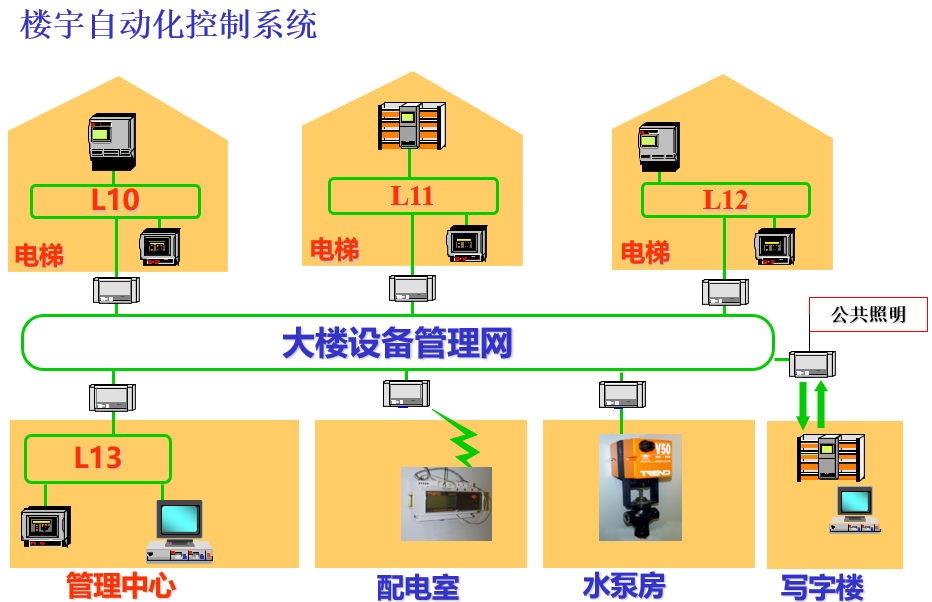 楼宇自动化控制系统
L10
L11
L12
电梯
电梯
电梯
大楼设备管理网
公共照明
L13
V50
TREND
管理中心
配电室
水泵房
写字楼